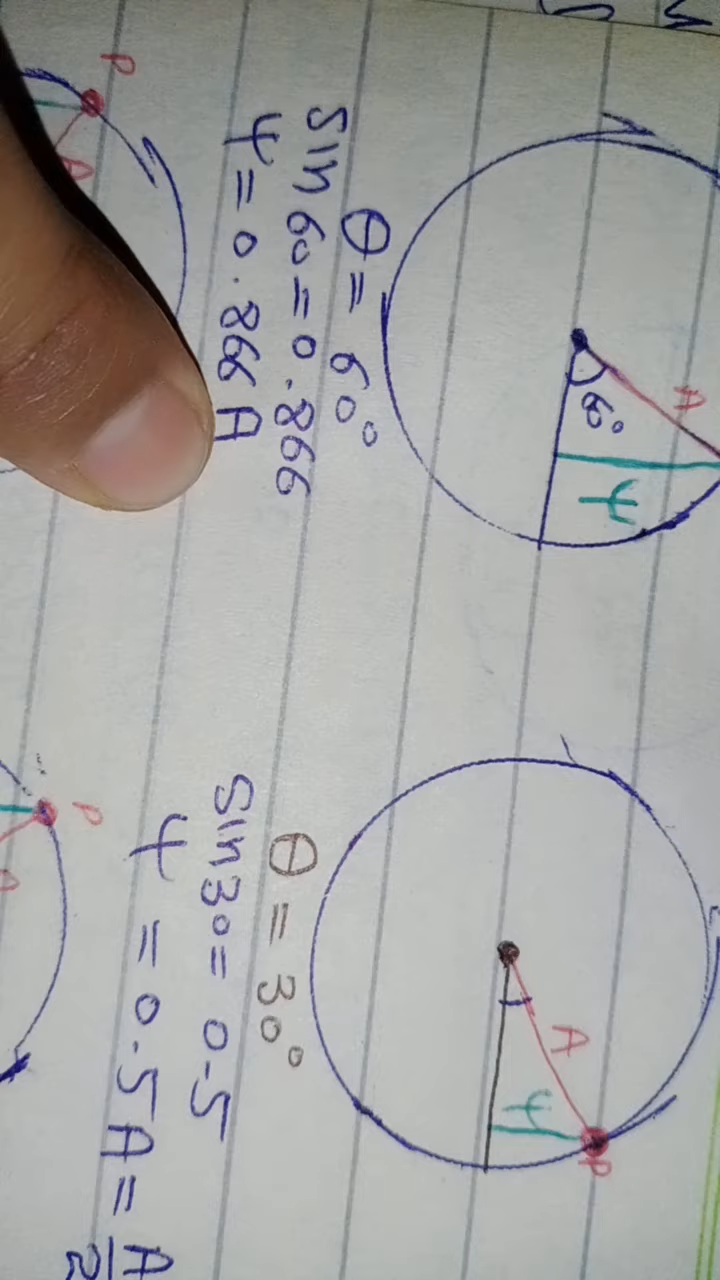 A
60°
ψ
θ = 60°
Sin 60 = 0.866
ψ = 0.866 A
P
A
A
ψ
P
θ = 30°
Sin 30 = 0.5
ψ = 0.5 A = A/2
P